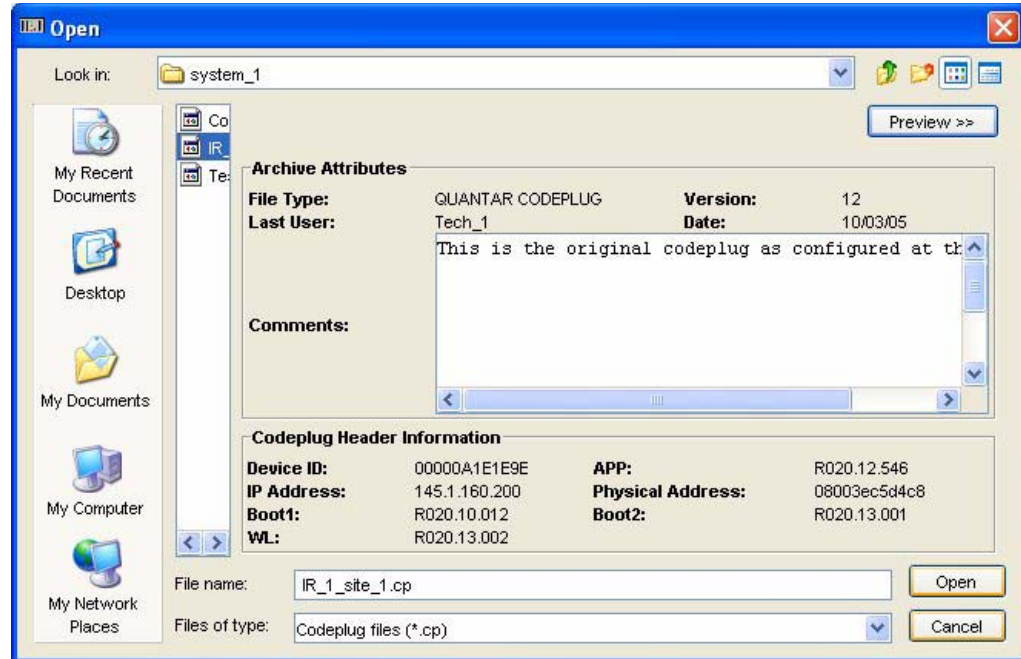 Open
Look in: system_1
Preview >>
My Recent
Documents
Desktop
My Documents
My Computer
My Network
Places
Co
IR_
Te
Archive Attributes
File Type: QUANTAR CODEPLUG Version: 12
Last User: Tech_1 Date: 10/03/05
Comments: This is the original codeplug as configured at th
Codeplug Header Information
Device ID: 00000A1E1E9E APP: R020.12.546
IP Address: 145.1.160.200 Physical Address: 08003ec5d4c8
Boot1: R020.10.012 Boot2: R020.13.001
WL: R020.13.002
File name: IR_1_site_1.cp Open
Files of type: Codeplug files (*.cp) Cancel